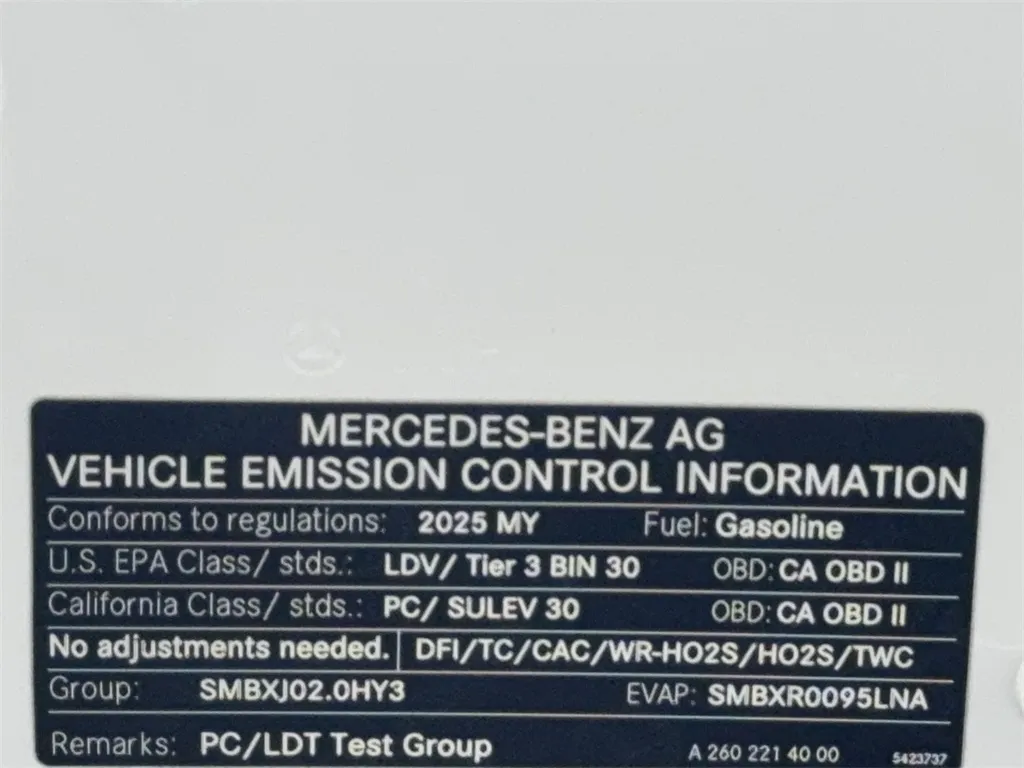 MERCEDES-BENZ AG
VEHICLE EMISSION CONTROL INFORMATION
Conforms to regulations: 2025 MY Fuel: Gasoline
U.S. EPA Class/ stds.: LDV/ Tier 3 BIN 30 OBD: CA OBD II
California Class/ stds.: PC/ SULEV 30 OBD: CA OBD II
No adjustments needed. DFI/TC/CAC/WR-HO2S/HO2S/TWC
Group: SMBXJ02.0HY3 EVAP: SMBXR0095LNA
Remarks: PC/LDT Test Group A 260 221 40 00 5423737